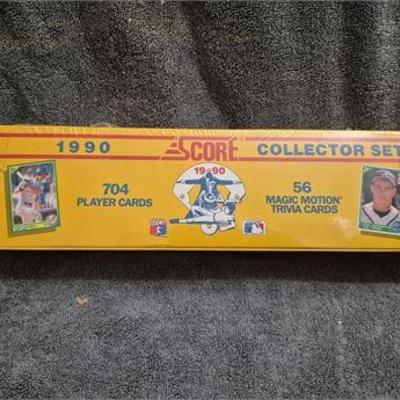 1990 SCORE COLLECTOR SET
1990
704
PLAYER CARDS
56
MAGIC MOTION
TRIVIA CARDS